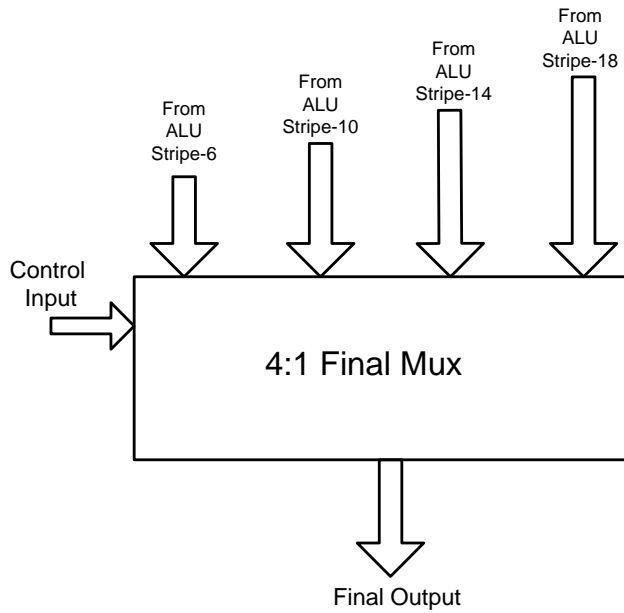 From
ALU
Stripe-6
From
ALU
Stripe-10
From
ALU
Stripe-14
From
ALU
Stripe-18
Control
Input
4:1 Final Mux
Final Output